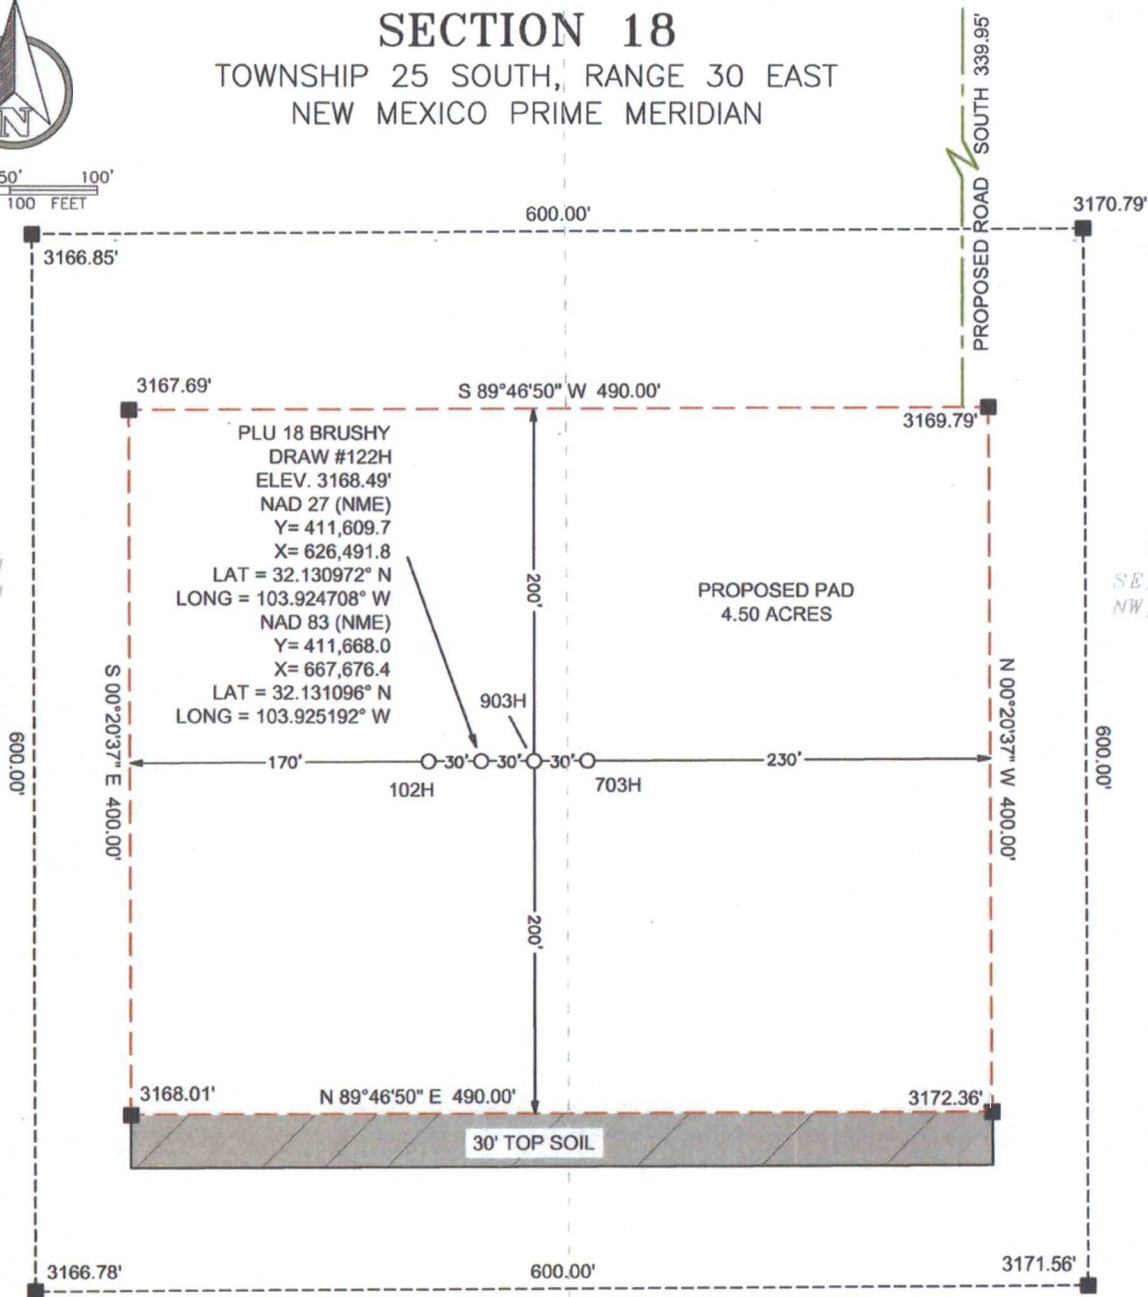 SECTION 18
TOWNSHIP 25 SOUTH, RANGE 30 EAST
NEW MEXICO PRIME MERIDIAN
N
50'
100'
100 FEET
PROPOSED ROAD SOUTH 339.95'
600.00'
3170.79'
3166.85'
3167.69'
S 89°46'50" W 490.00'
3169.79'
PLU 18 BRUSHY
DRAW #122H
ELEV. 3168.49'
NAD 27 (NME)
Y= 411,609.7
X= 626,491.8
LAT = 32.130972° N
LONG = 103.924708° W
NAD 83 (NME)
Y= 411,668.0
X= 667,676.4
LAT = 32.131096° N
LONG = 103.925192° W
200'
PROPOSED PAD
4.50 ACRES
SE
NW
600.00'
S 00°20'37" E 400.00'
903H
170'
30'
30'
30'
230'
102H
703H
N 00°20'37" W 400.00'
600.00'
200'
3168.01'
N 89°46'50" E 490.00'
3172.36'
30' TOP SOIL
3166.78'
600.00'
3171.56'